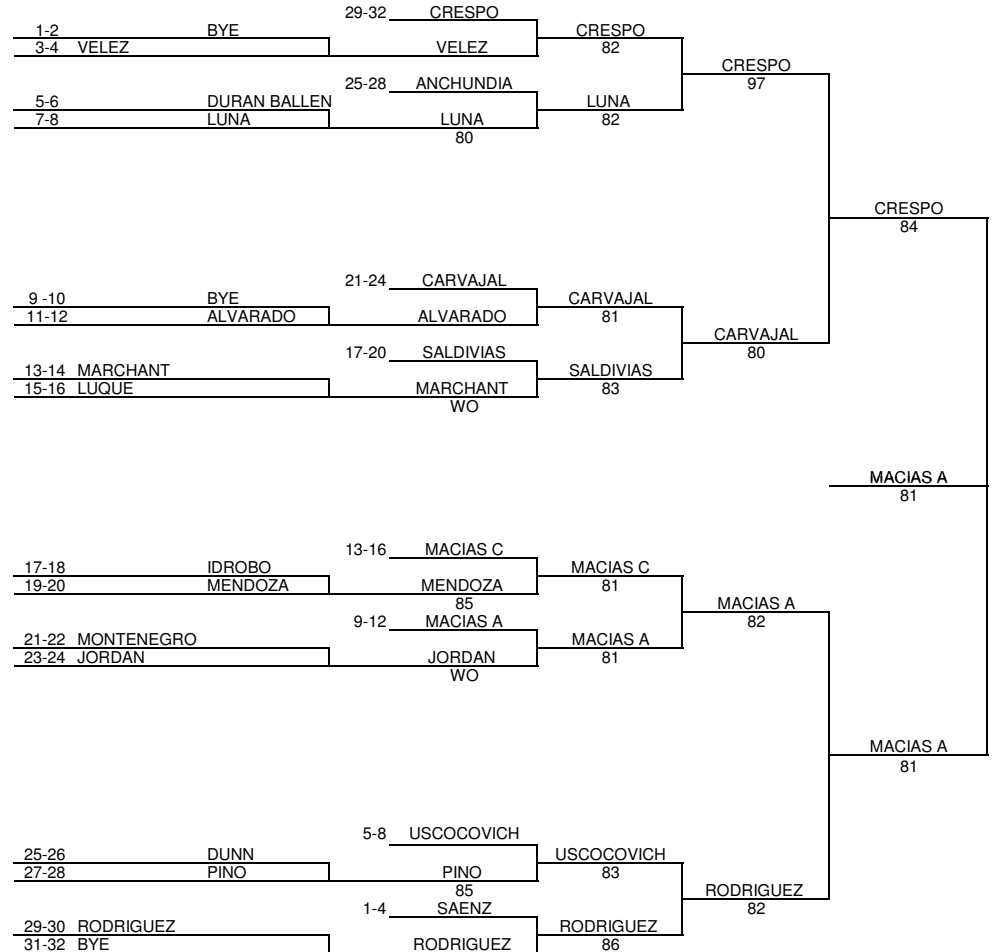 29-32 CRESPO
1-2 BYE CRESPO
3-4 VELEZ VELEZ 82
CRESPO
25-28 ANCHUNDIA 97
5-6 DURAN BALLEN LUNA
7-8 LUNA LUNA 82
80
CRESPO
84
21-24 CARVAJAL
9 -10 BYE CARVAJAL
11-12 ALVARADO ALVARADO 81
CARVAJAL
17-20 SALDIVIAS 80
13-14 MARCHANT SALDIVIAS
15-16 LUQUE MARCHANT 83
WO
MACIAS A
81
13-16 MACIAS C
17-18 IDROBO MACIAS C
19-20 MENDOZA MENDOZA 81
85 MACIAS A
9-12 MACIAS A 82
21-22 MONTENEGRO MACIAS A
23-24 JORDAN JORDAN 81
WO
MACIAS A
81
5-8 USCOCOVICH
25-26 DUNN USCOCOVICH
27-28 PINO PINO 83
85 RODRIGUEZ
1-4 SAENZ 82
29-30 RODRIGUEZ RODRIGUEZ
31-32 BYE RODRIGUEZ 86